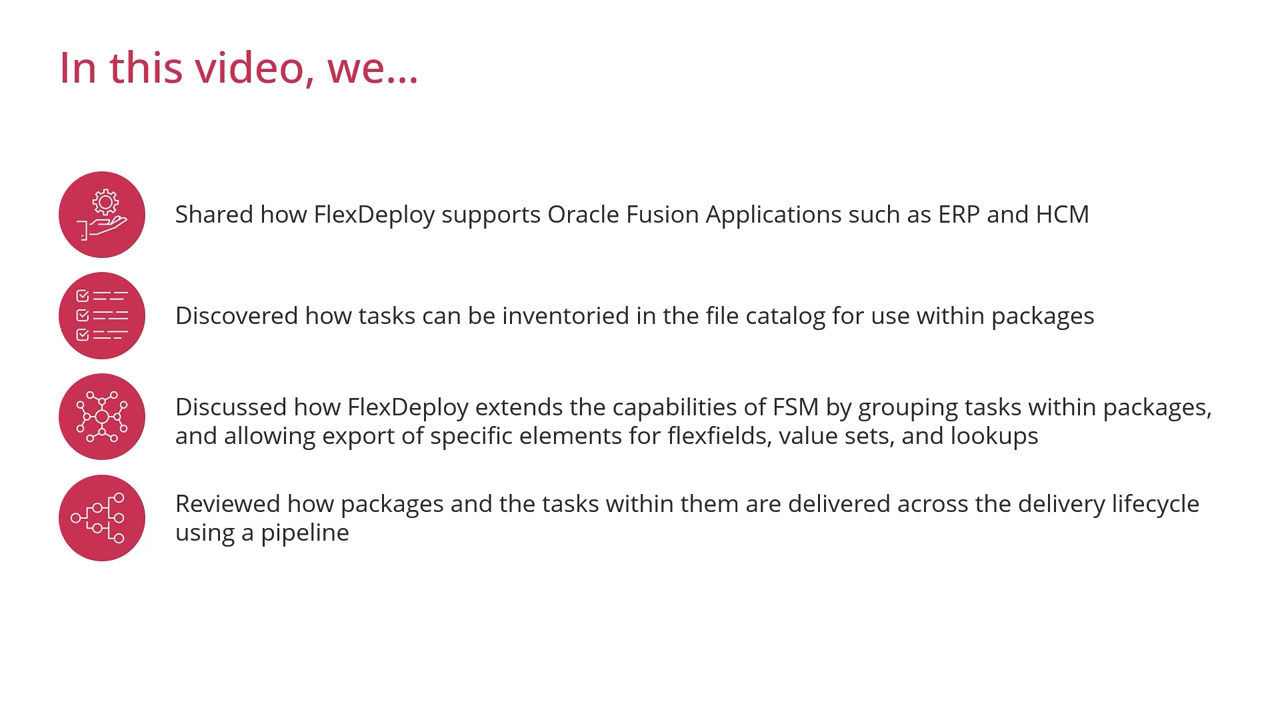 In this video, we...
Shared how FlexDeploy supports Oracle Fusion Applications such as ERP and HCM
Discovered how tasks can be inventoried in the file catalog for use within packages
Discussed how FlexDeploy extends the capabilities of FSM by grouping tasks within packages,
and allowing export of specific elements for flexfields, value sets, and lookups
Reviewed how packages and the tasks within them are delivered across the delivery lifecycle
using a pipeline